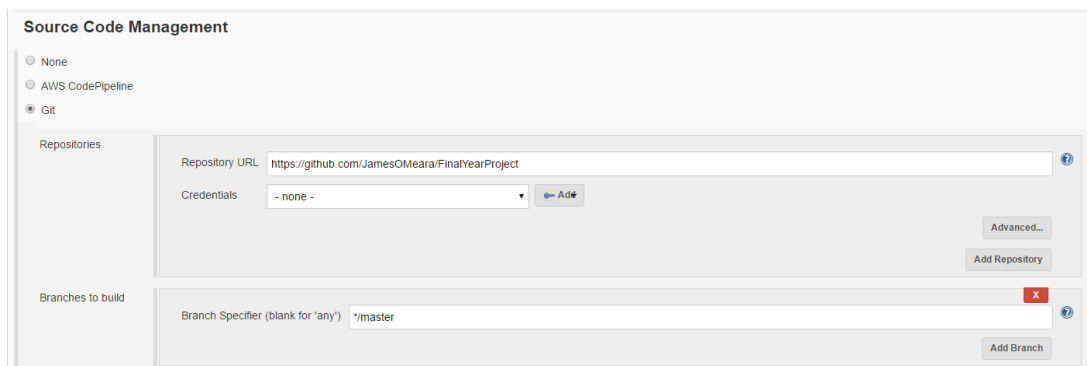 Source Code Management
None
AWS CodePipeline
Git
Repositories
Repository URL https://github.com/JamesOMeara/FinalYearProject
Credentials - none - Add
Advanced...
Add Repository
Branches to build
X
Branch Specifier (blank for 'any') */master
Add Branch